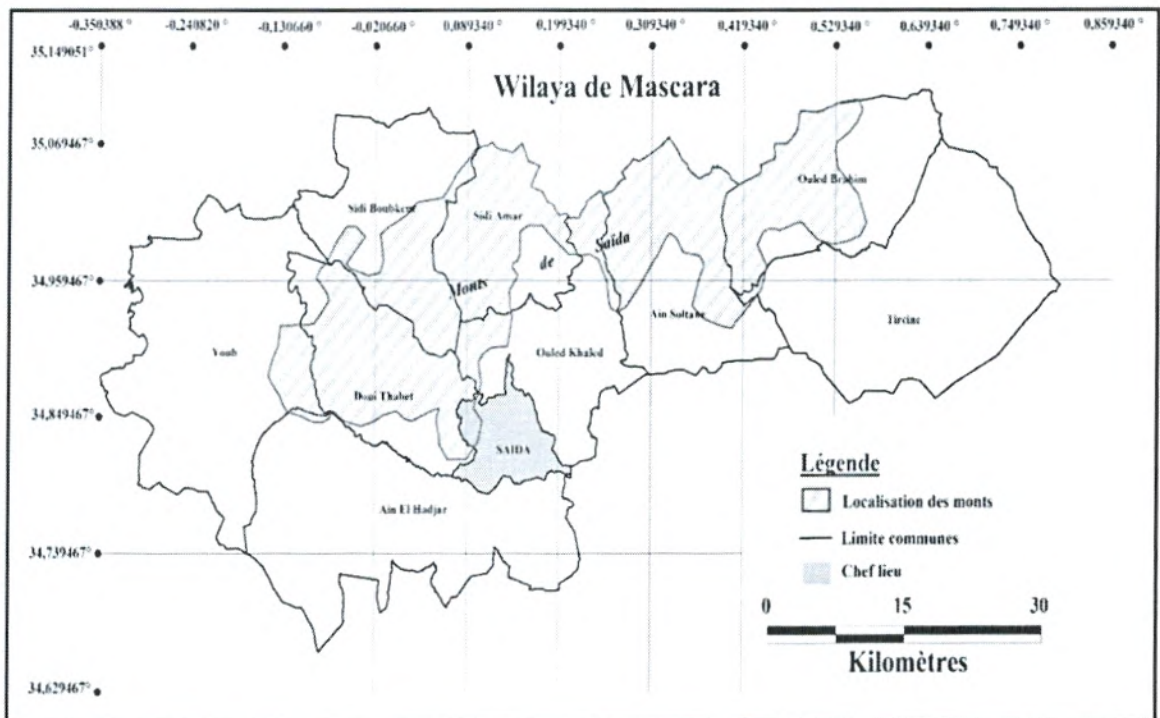 -0.350388 ° -0.240820 ° -0.130660 ° -0.020660 ° 0.089340 ° 0.199340 ° 0.309340 ° 0.419340 ° 0.529340 ° 0.639340 ° 0.749340 ° 0.859340 °
35,149051°
Wilaya de Mascara
35,069467°
Ouled Brahim
Sidi Boubkeur
Sidi Amar
Saïda
de
34,959467°
Monts
Ain Soltane
Tircine
Youb
Ouled Khaled
Doui Thabet
34,849467°
SAIDA
Légende
Localisation des monts
Ain El Hadjar
Limite communes
34,739467°
Chef lieu
0 15 30
Kilomètres
34,629467°